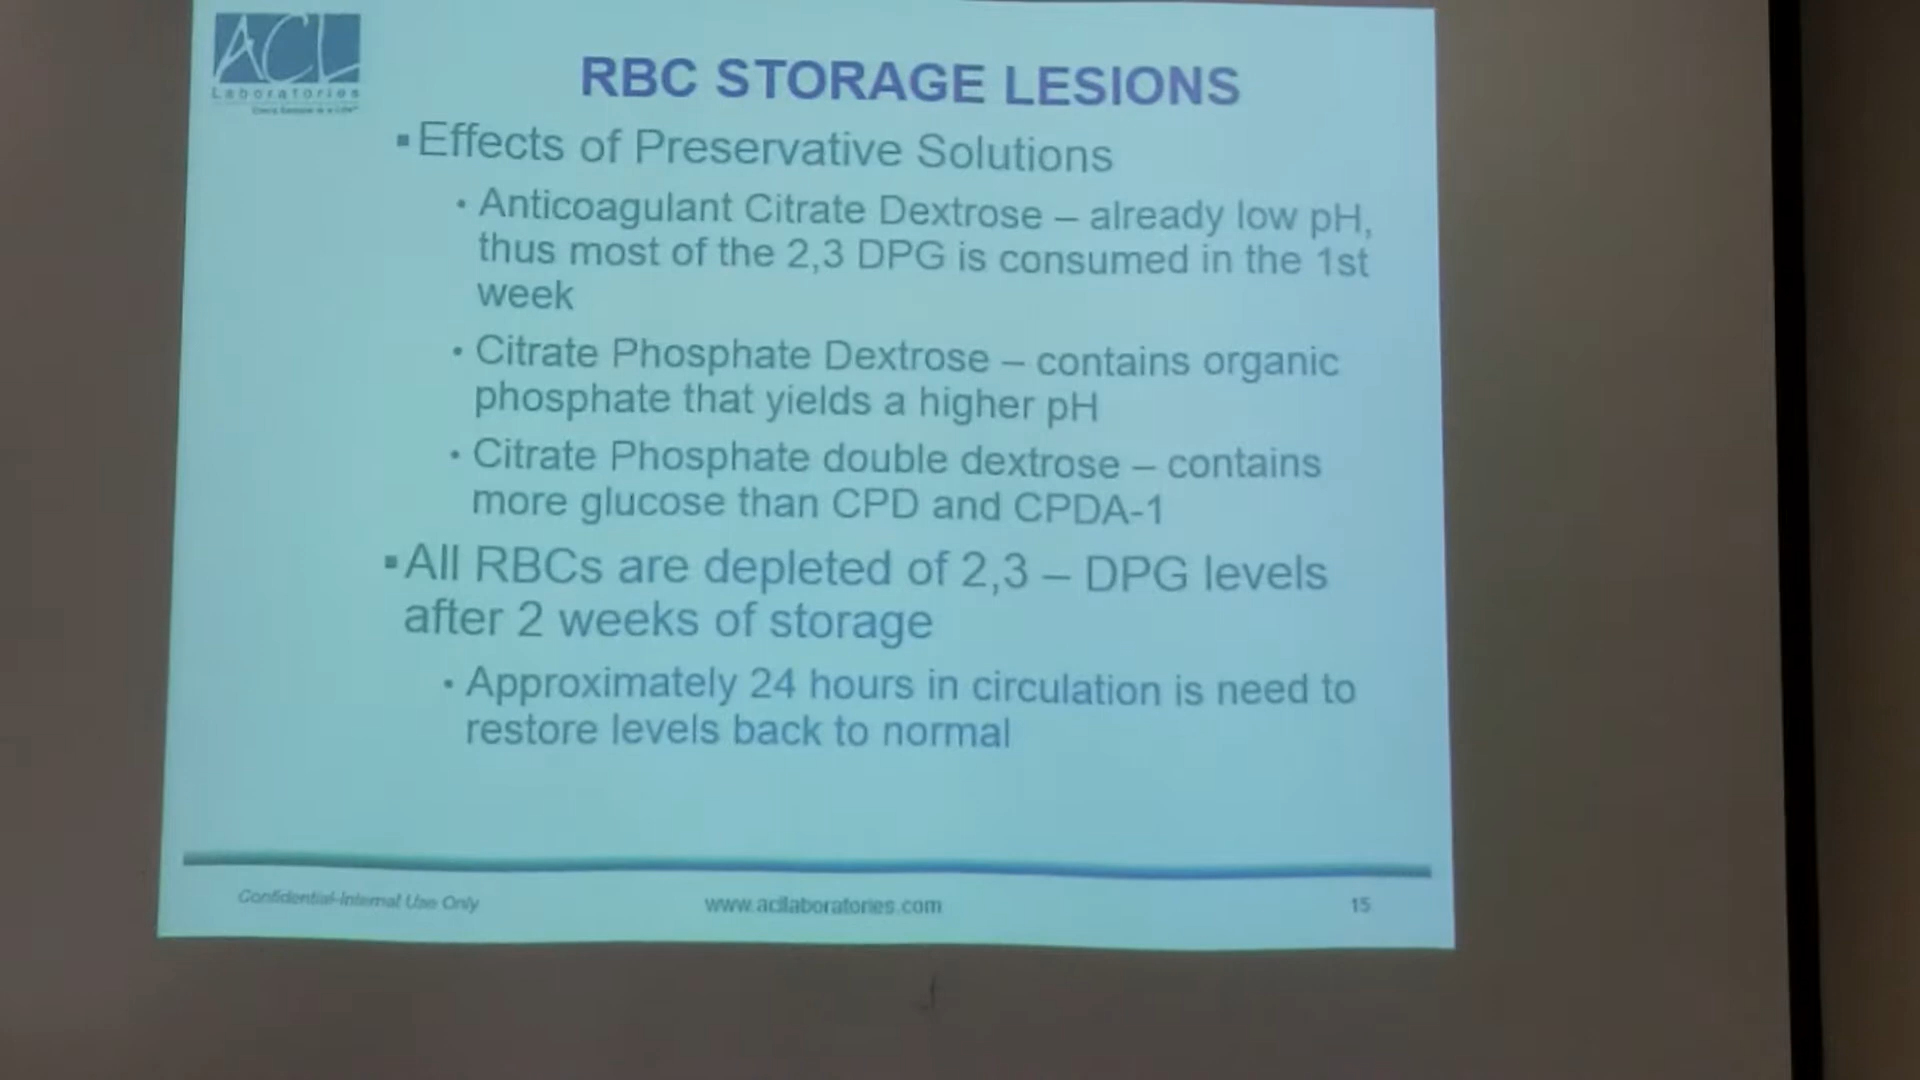 ACL
Laboratories
RBC STORAGE LESIONS
▪Effects of Preservative Solutions
• Anticoagulant Citrate Dextrose – already low pH,
thus most of the 2,3 DPG is consumed in the 1st
week
• Citrate Phosphate Dextrose – contains organic
phosphate that yields a higher pH
• Citrate Phosphate double dextrose – contains
more glucose than CPD and CPDA-1
▪All RBCs are depleted of 2,3 – DPG levels
after 2 weeks of storage
• Approximately 24 hours in circulation is need to
restore levels back to normal
Confidential-Internal Use Only
www.acllaboratories.com
15